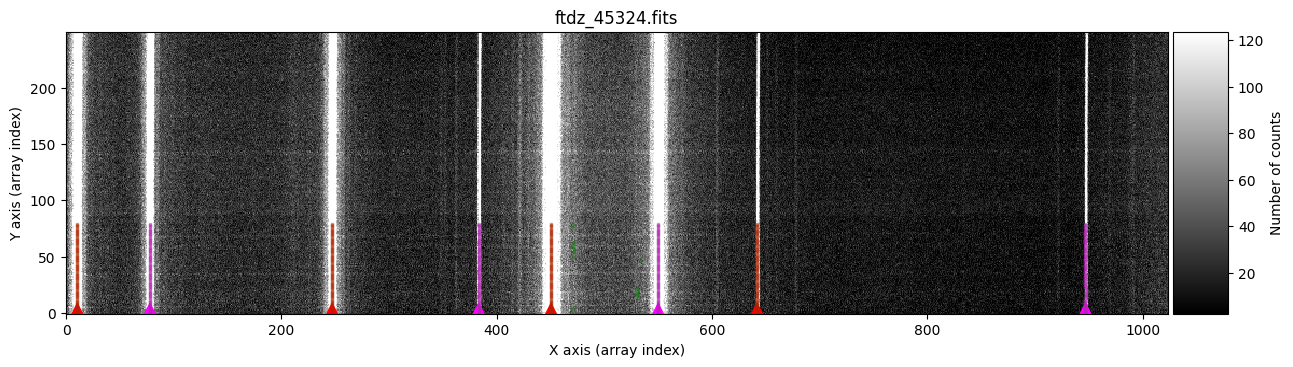 ftdz_45324.fits
Y axis (array index)
200
150
100
50
0
0 200 400 600 800 1000
X axis (array index)
120
100
80
60
40
20
Number of counts